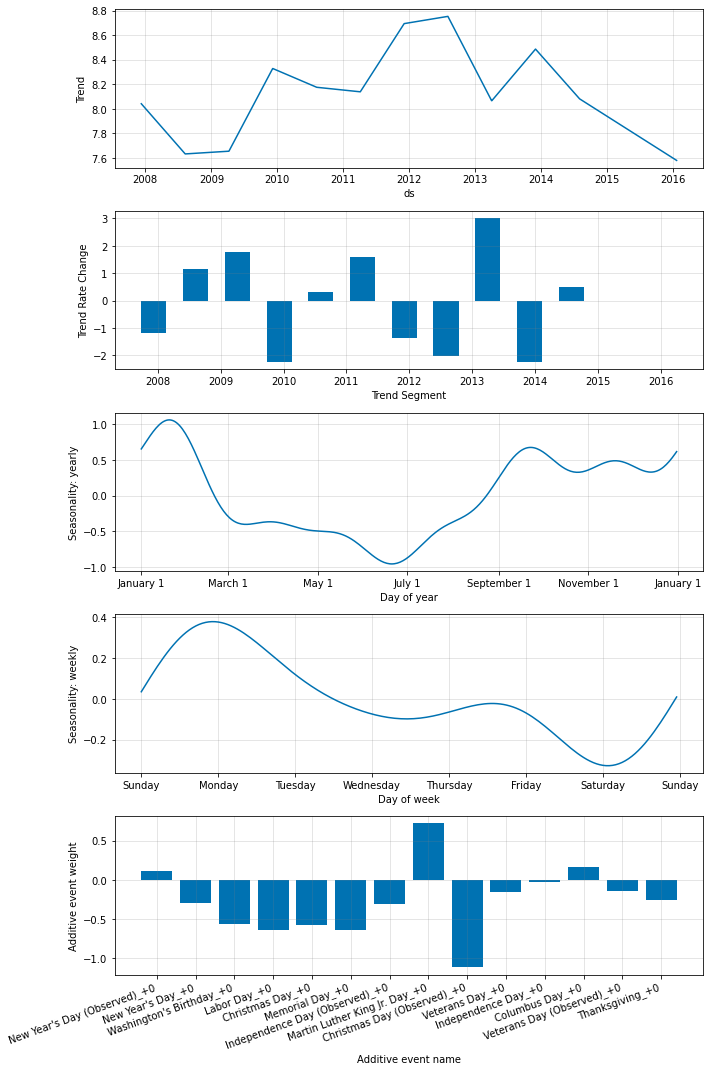 8.8
8.6
8.4
8.2
8.0
7.8
7.6
Trend
2008 2009 2010 2011 2012 2013 2014 2015 2016
ds
3
2
1
0
−1
−2
Trend Rate Change
2008 2009 2010 2011 2012 2013 2014 2015 2016
Trend Segment
1.0
0.5
0.0
−0.5
−1.0
Seasonality: yearly
January 1 March 1 May 1 July 1 September 1 November 1 January 1
Day of year
0.4
0.2
0.0
−0.2
Seasonality: weekly
Sunday Monday Tuesday Wednesday Thursday Friday Saturday Sunday
Day of week
0.5
0.0
−0.5
−1.0
Additive event weight
New Year's Day (Observed)_+0
New Year's Day_+0
Washington's Birthday_+0
Labor Day_+0
Christmas Day_+0
Memorial Day_+0
Independence Day (Observed)_+0
Martin Luther King Jr. Day_+0
Christmas Day (Observed)_+0
Veterans Day_+0
Independence Day_+0
Columbus Day_+0
Veterans Day (Observed)_+0
Thanksgiving_+0
Additive event name